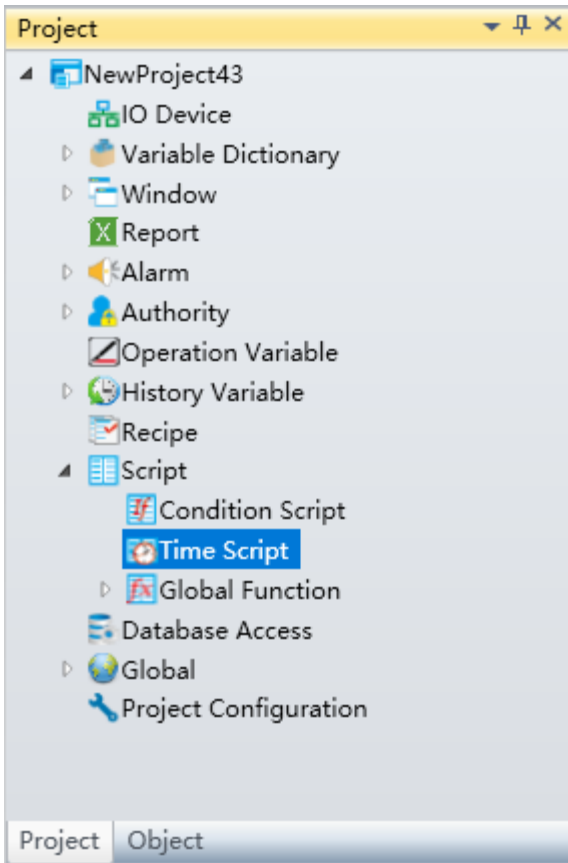 Project
NewProject43
IO Device
Variable Dictionary
Window
Report
Alarm
Authority
Operation Variable
History Variable
Recipe
Script
Condition Script
Time Script
Global Function
Database Access
Global
Project Configuration
Project Object